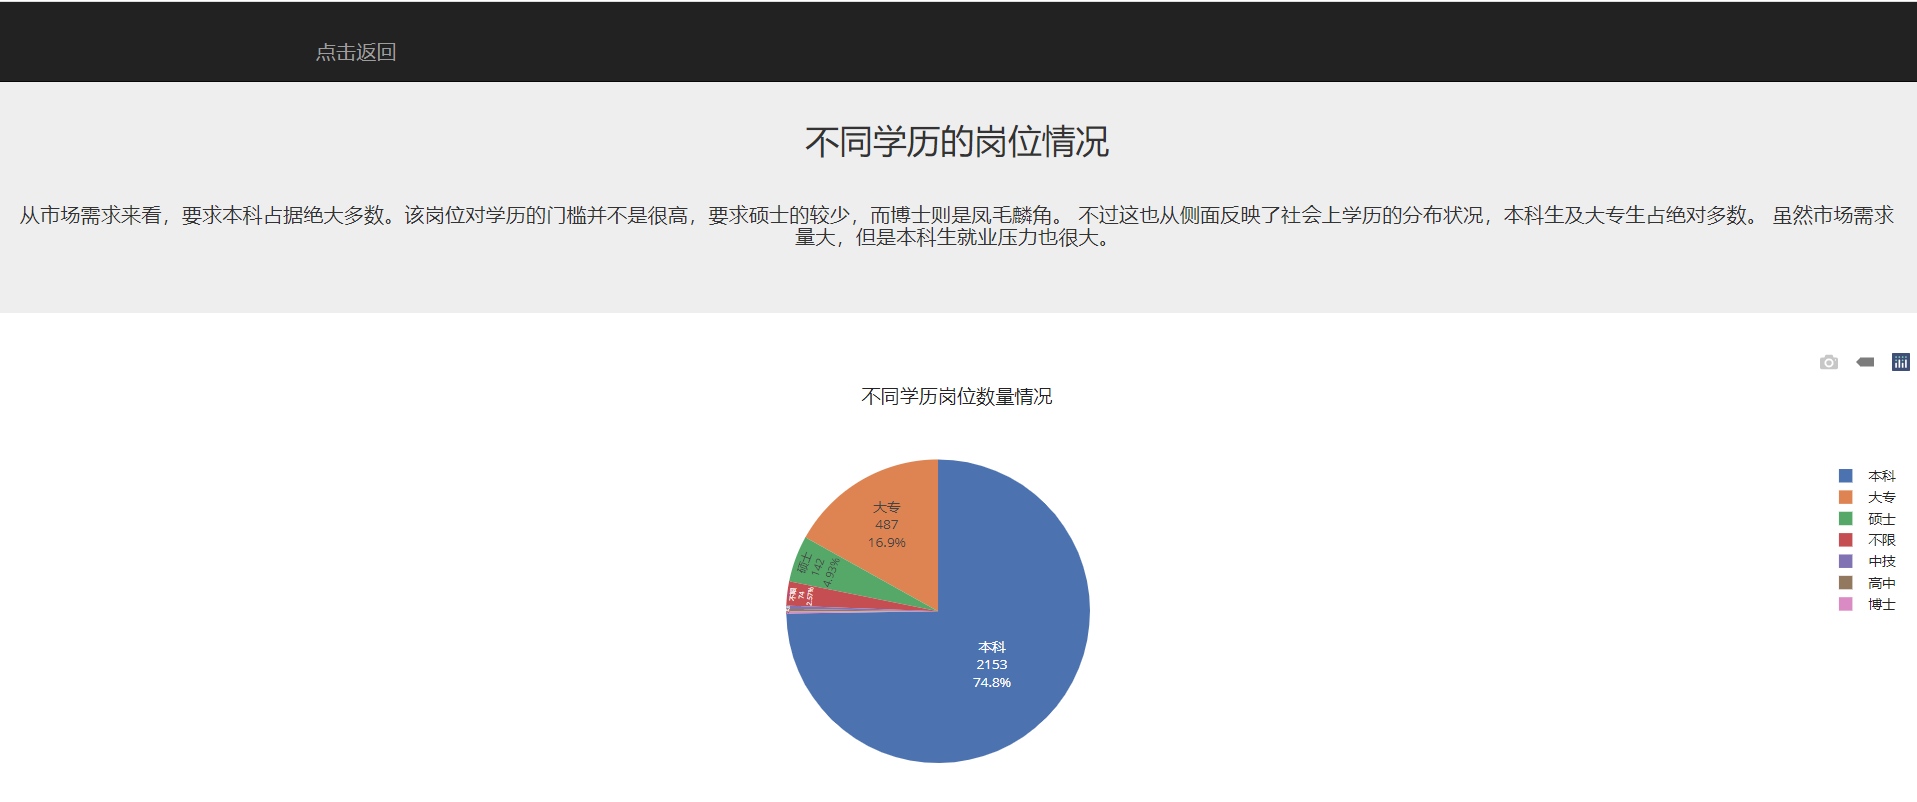 点击返回
不同学历的岗位情况
从市场需求来看，要求本科占据绝大多数。该岗位对学历的门槛并不是很高，要求硕士的较少，而博士则是凤毛麟角。 不过这也从侧面反映了社会上学历的分布状况，本科生及大专生占绝对多数。 虽然市场需求
量大，但是本科生就业压力也很大。
不同学历岗位数量情况
大专
487
16.9%
硕士
142
4.93%
不限
74
2.57%
本科
2153
74.8%
本科
大专
硕士
不限
中技
高中
博士